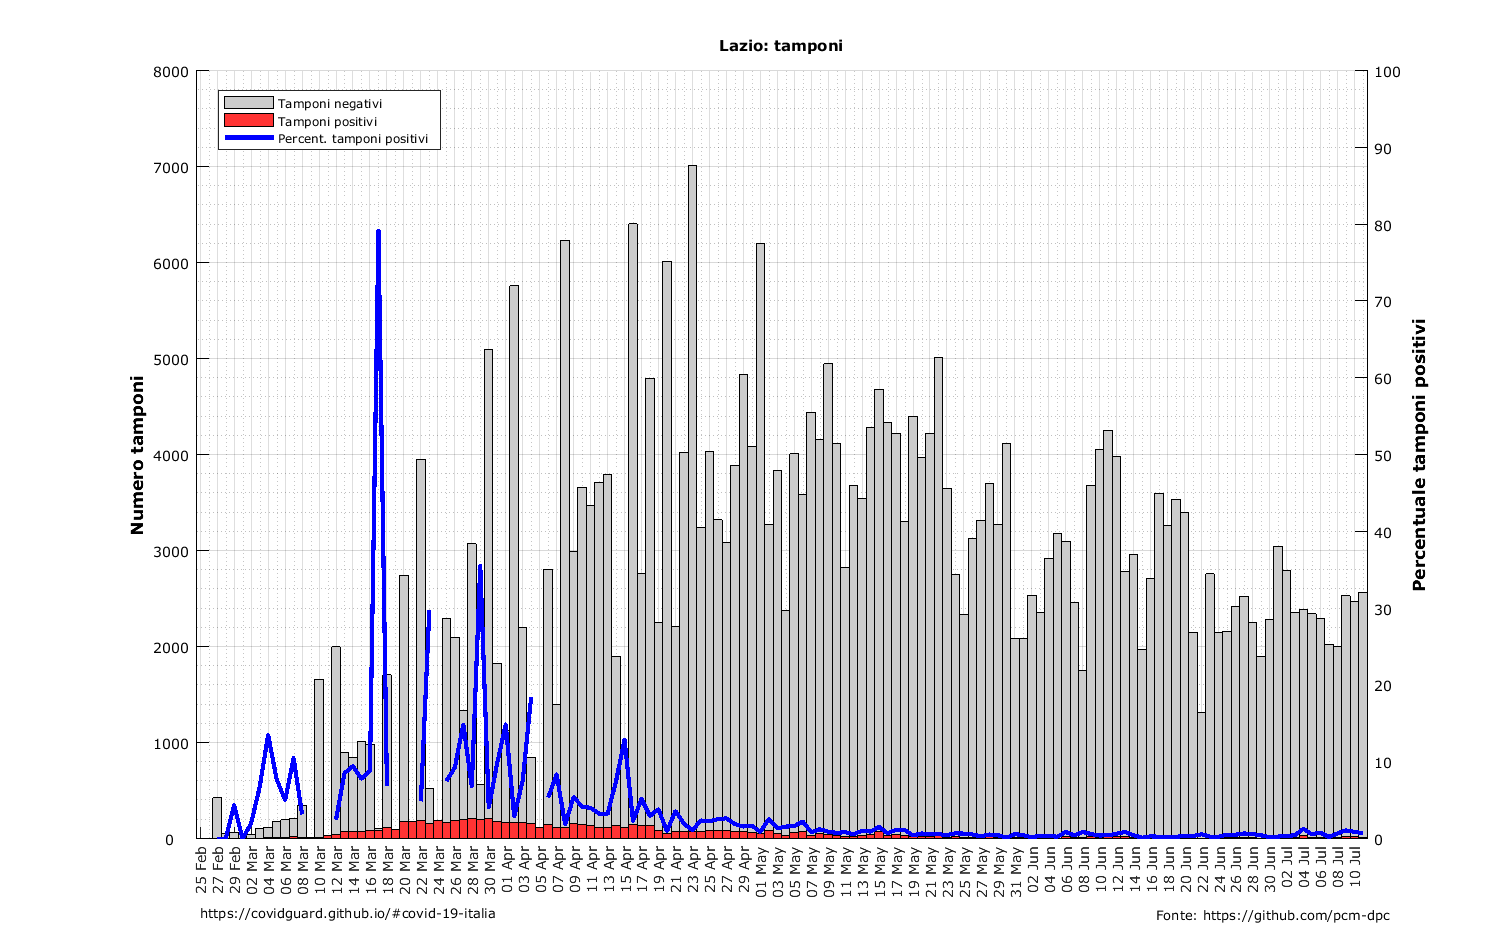 Lazio: tamponi
8000
7000
6000
5000
4000
3000
2000
1000
0
Numero tamponi
Tamponi negativi
Tamponi positivi
Percent. tamponi positivi
100
90
80
70
60
50
40
30
20
10
0
Percentuale tamponi positivi
25 Feb
27 Feb
29 Feb
02 Mar
04 Mar
06 Mar
08 Mar
10 Mar
12 Mar
14 Mar
16 Mar
18 Mar
20 Mar
22 Mar
24 Mar
26 Mar
28 Mar
30 Mar
01 Apr
03 Apr
05 Apr
07 Apr
09 Apr
11 Apr
13 Apr
15 Apr
17 Apr
19 Apr
21 Apr
23 Apr
25 Apr
27 Apr
29 Apr
01 May
03 May
05 May
07 May
09 May
11 May
13 May
15 May
17 May
19 May
21 May
23 May
25 May
27 May
29 May
31 May
02 Jun
04 Jun
06 Jun
08 Jun
10 Jun
12 Jun
14 Jun
16 Jun
18 Jun
20 Jun
22 Jun
24 Jun
26 Jun
28 Jun
30 Jun
02 Jul
04 Jul
06 Jul
08 Jul
10 Jul
https://covidguard.github.io/#covid-19-italia
Fonte: https://github.com/pcm-dpc